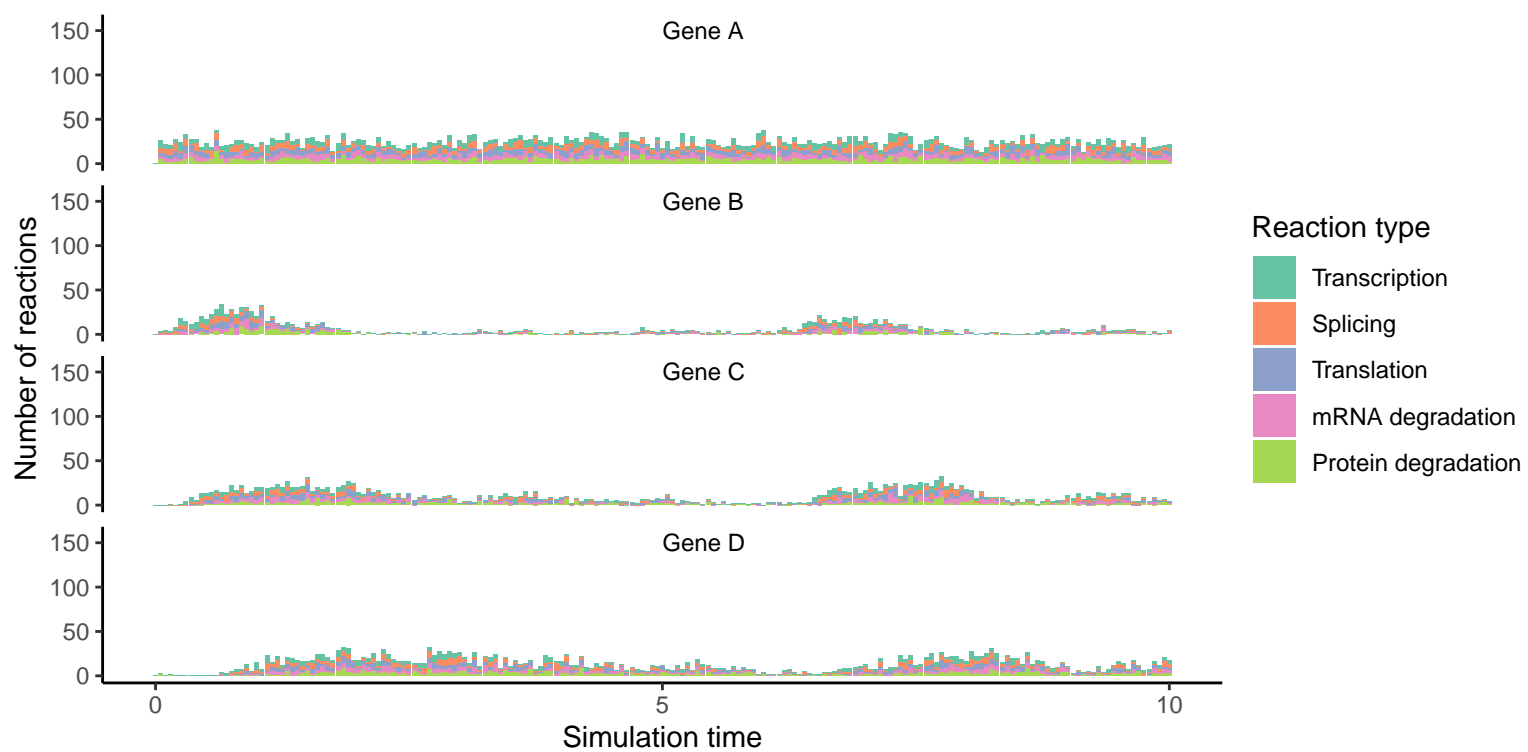 Number of reactions
Gene A
150
100
50
0
Gene B
150
100
50
0
Gene C
150
100
50
0
Gene D
150
100
50
0
0 5 10
Simulation time
Reaction type
Transcription
Splicing
Translation
mRNA degradation
Protein degradation